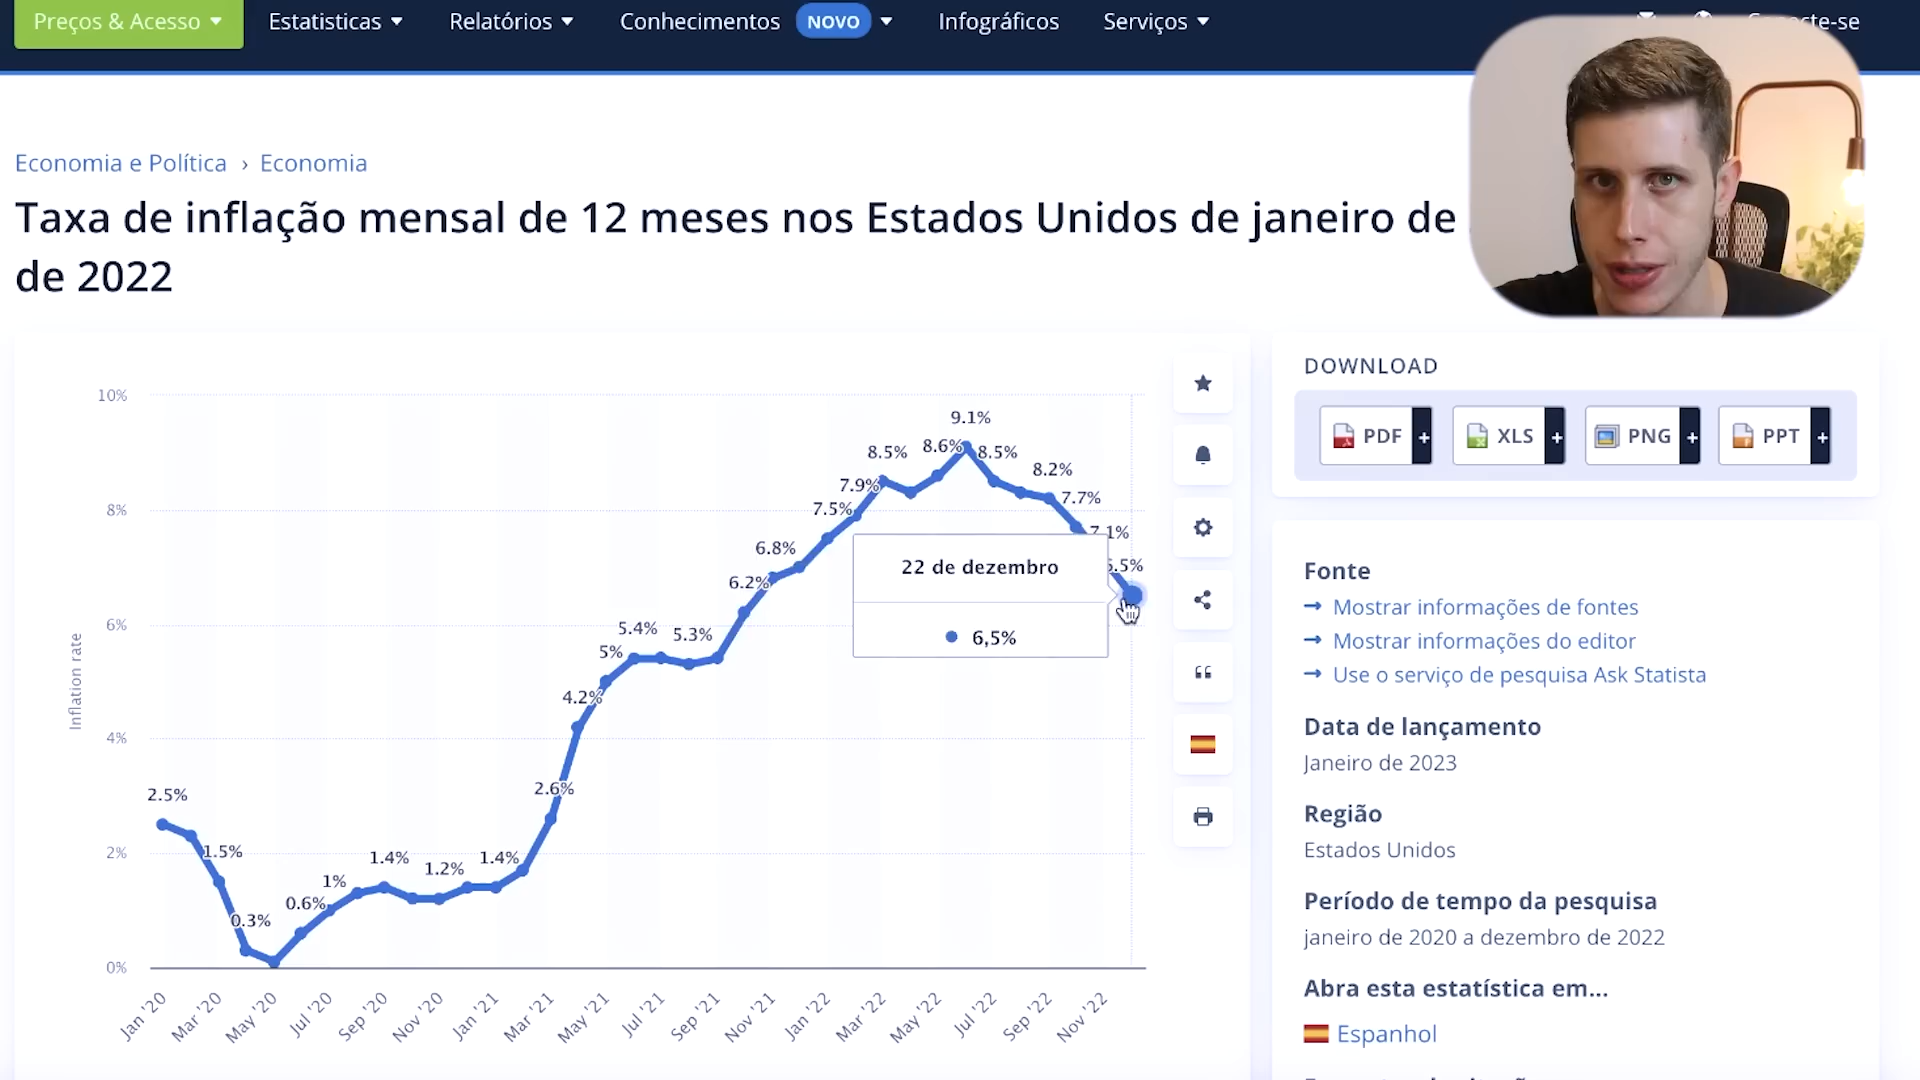 Preços & Acesso
Estatisticas
Relatórios
Conhecimentos NOVO
Infográficos
Serviços
Economia e Política › Economia
Taxa de inflação mensal de 12 meses nos Estados Unidos de janeiro de
de 2022
DOWNLOAD
PDF +
XLS +
PNG +
PPT +
Inflation rate
10%
8%
6%
4%
2%
0%
2.5%
1.5%
0.3%
0.6%
1%
1.4%
1.2%
1.4%
2.6%
4.2%
5%
5.4%
5.3%
6.2%
6.8%
7.5%
7.9%
8.5%
8.6%
9.1%
8.5%
8.2%
7.7%
7.1%
6.5%
22 de dezembro
6,5%
Jan '20
Mar '20
May '20
Jul '20
Sep '20
Nov '20
Jan '21
Mar '21
May '21
Jul '21
Sep '21
Nov '21
Jan '22
Mar '22
May '22
Jul '22
Sep '22
Nov '22
Fonte
→ Mostrar informações de fontes
→ Mostrar informações do editor
→ Use o serviço de pesquisa Ask Statista
Data de lançamento
Janeiro de 2023
Região
Estados Unidos
Período de tempo da pesquisa
janeiro de 2020 a dezembro de 2022
Abra esta estatística em...
Espanhol